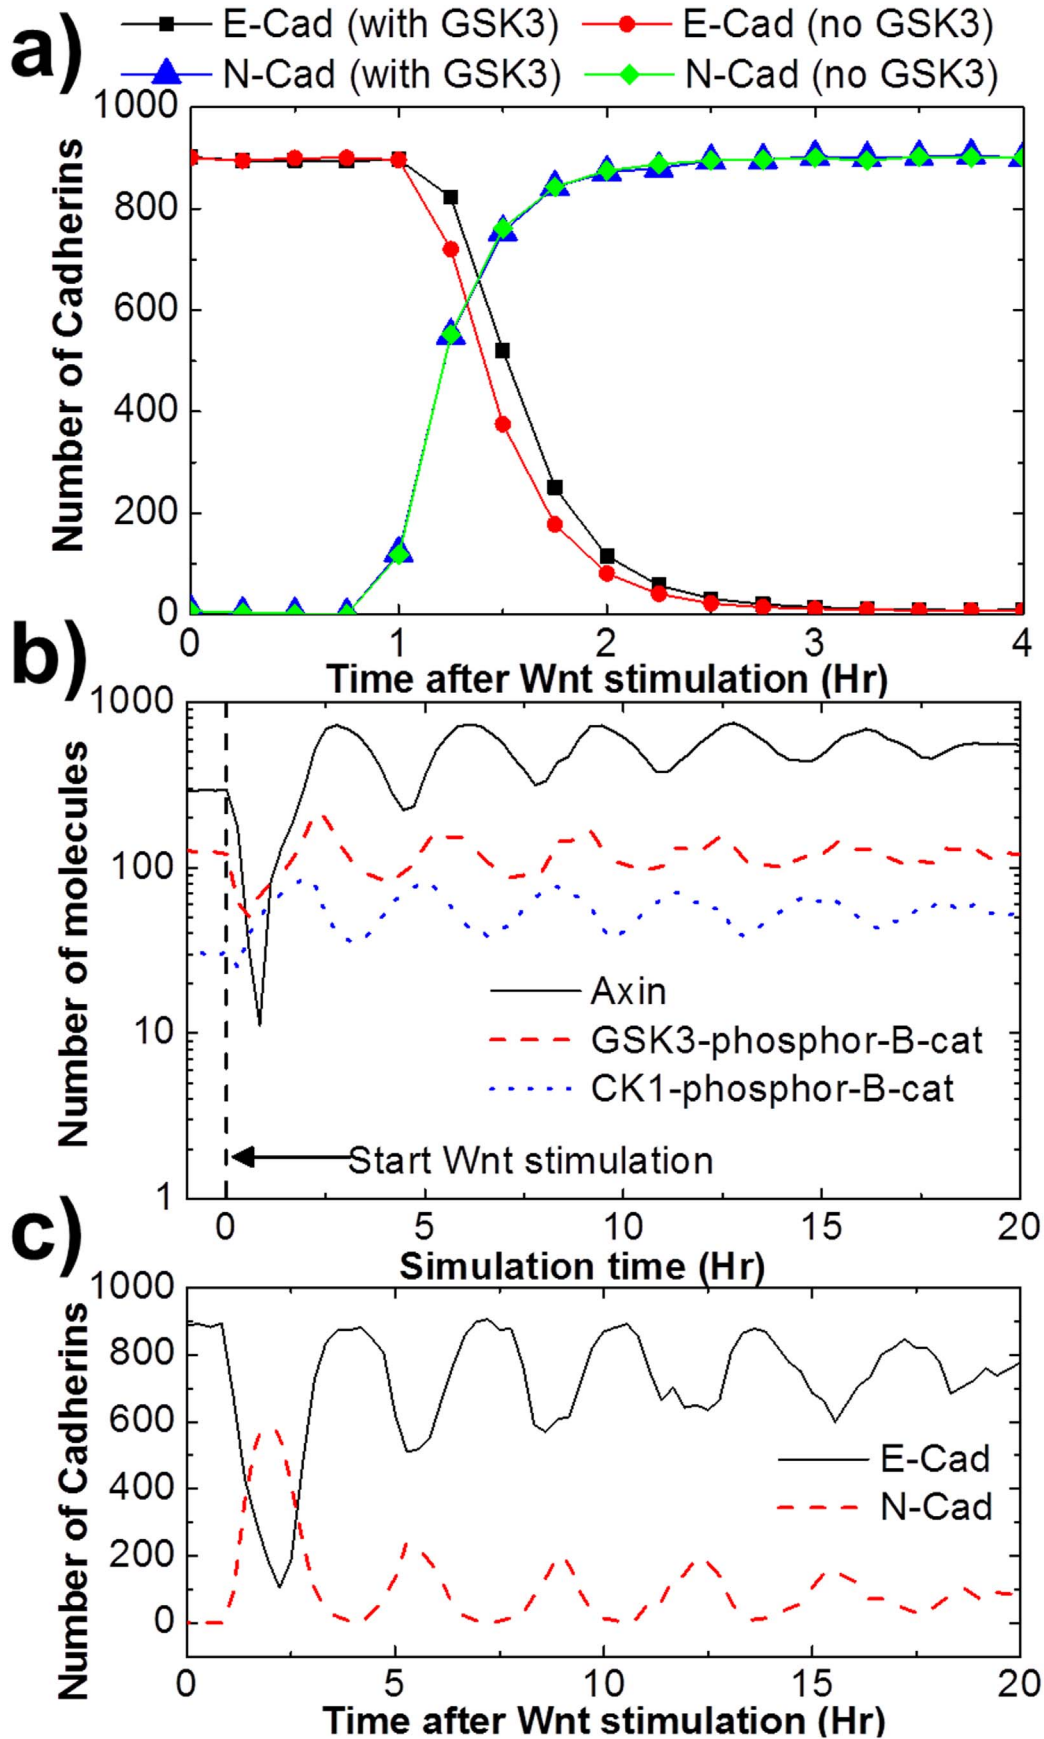 a)
E-Cad (with GSK3) E-Cad (no GSK3)
N-Cad (with GSK3) N-Cad (no GSK3)
1000
800
600
400
200
0
Number of Cadherins
0 1 2 3 4
Time after Wnt stimulation (Hr)
b)
1000
100
10
1
Number of molecules
Axin
GSK3-phosphor-B-cat
CK1-phosphor-B-cat
Start Wnt stimulation
0 5 10 15 20
Simulation time (Hr)
c)
1000
800
600
400
200
0
Number of Cadherins
E-Cad
N-Cad
0 5 10 15 20
Time after Wnt stimulation (Hr)